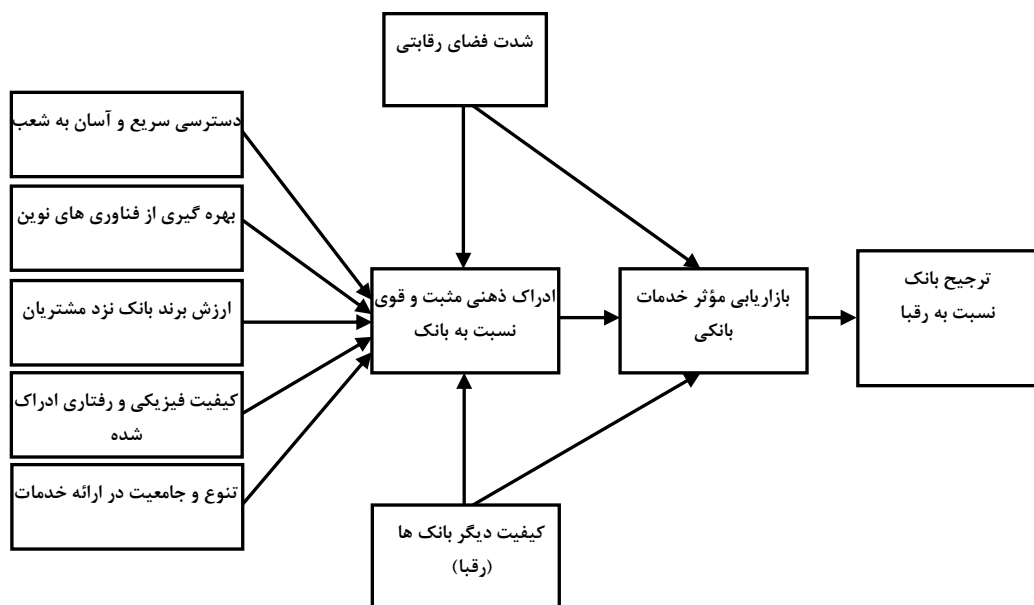 شدت فضای رقابتی
دسترسی سریع و آسان به شعب
بهره گیری از فناوری های نوین
ارزش برند بانک نزد مشتریان
کیفیت فیزیکی و رفتاری ادراک
شده
تنوع و جامعیت در ارائه خدمات
ادراک ذهنی مثبت و قوی
نسبت به بانک
بازاریابی مؤثر خدمات
بانکی
ترجیح بانک
نسبت به رقبا
کیفیت دیگر بانک ها
(رقبا)